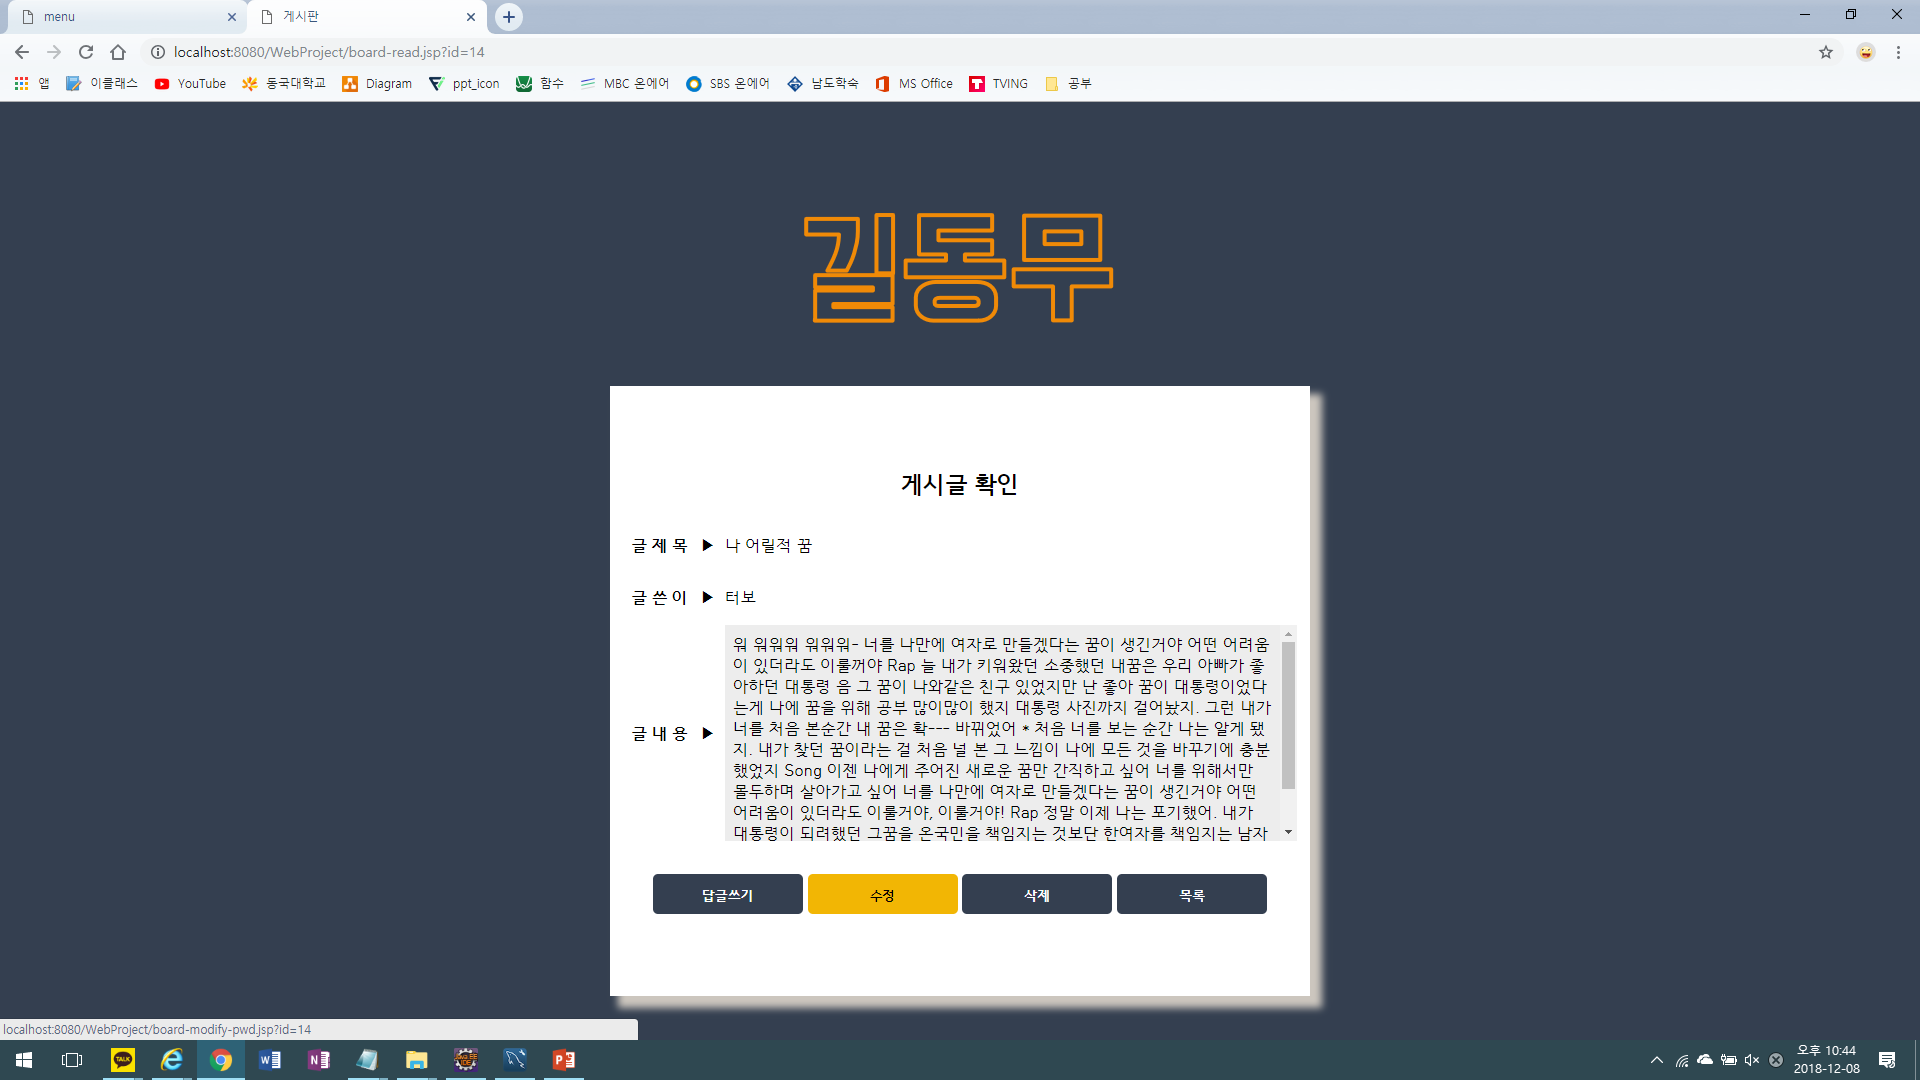 menu
게시판
localhost:8080/WebProject/board-read.jsp?id=14
앱 이클래스 YouTube 동국대학교 Diagram ppt_icon 함수 MBC 온에어 SBS 온에어 남도학숙 MS Office TVING 공부
길동무
게시글 확인
글 제 목 ▶ 나 어릴적 꿈
글 쓴 이 ▶ 터보
글 내 용 ▶
워 워워워 워워워- 너를 나만에 여자로 만들겠다는 꿈이 생긴거야 어떤 어려움
이 있더라도 이룰꺼야 Rap 늘 내가 키워왔던 소중했던 내꿈은 우리 아빠가 좋
아하던 대통령 음 그 꿈이 나와같은 친구 있었지만 난 좋아 꿈이 대통령이었다
는게 나에 꿈을 위해 공부 많이많이 했지 대통령 사진까지 걸어놨지. 그런 내가
너를 처음 본순간 내 꿈은 확--- 바뀌었어 * 처음 너를 보는 순간 나는 알게 됐
지. 내가 찾던 꿈이라는 걸 처음 널 본 그 느낌이 나에 모든 것을 바꾸기에 충분
했었지 Song 이젠 나에게 주어진 새로운 꿈만 간직하고 싶어 너를 위해서만
몰두하며 살아가고 싶어 너를 나만에 여자로 만들겠다는 꿈이 생긴거야 어떤
어려움이 있더라도 이룰거야, 이룰거야! Rap 정말 이제 나는 포기했어. 내가
대통령이 되려했던 그꿈을 온국민을 책임지는 것보단 한여자를 책임지는 남자
답글쓰기 수정 삭제 목록
localhost:8080/WebProject/board-modify-pwd.jsp?id=14
오후 10:44
2018-12-08